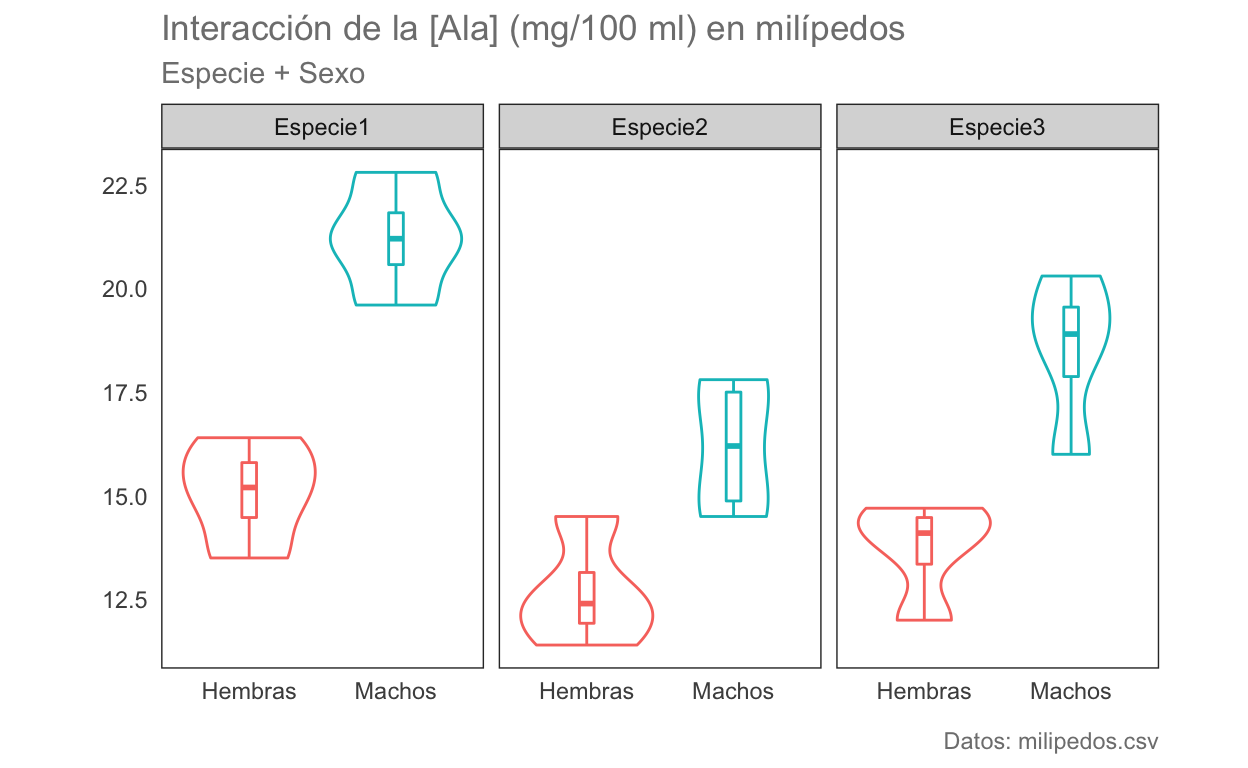 Interacción de la [Ala] (mg/100 ml) en milípedos
Especie + Sexo
Especie1 Especie2 Especie3
22.5
20.0
17.5
15.0
12.5
Hembras Machos Hembras Machos Hembras Machos
Datos: milipedos.csv